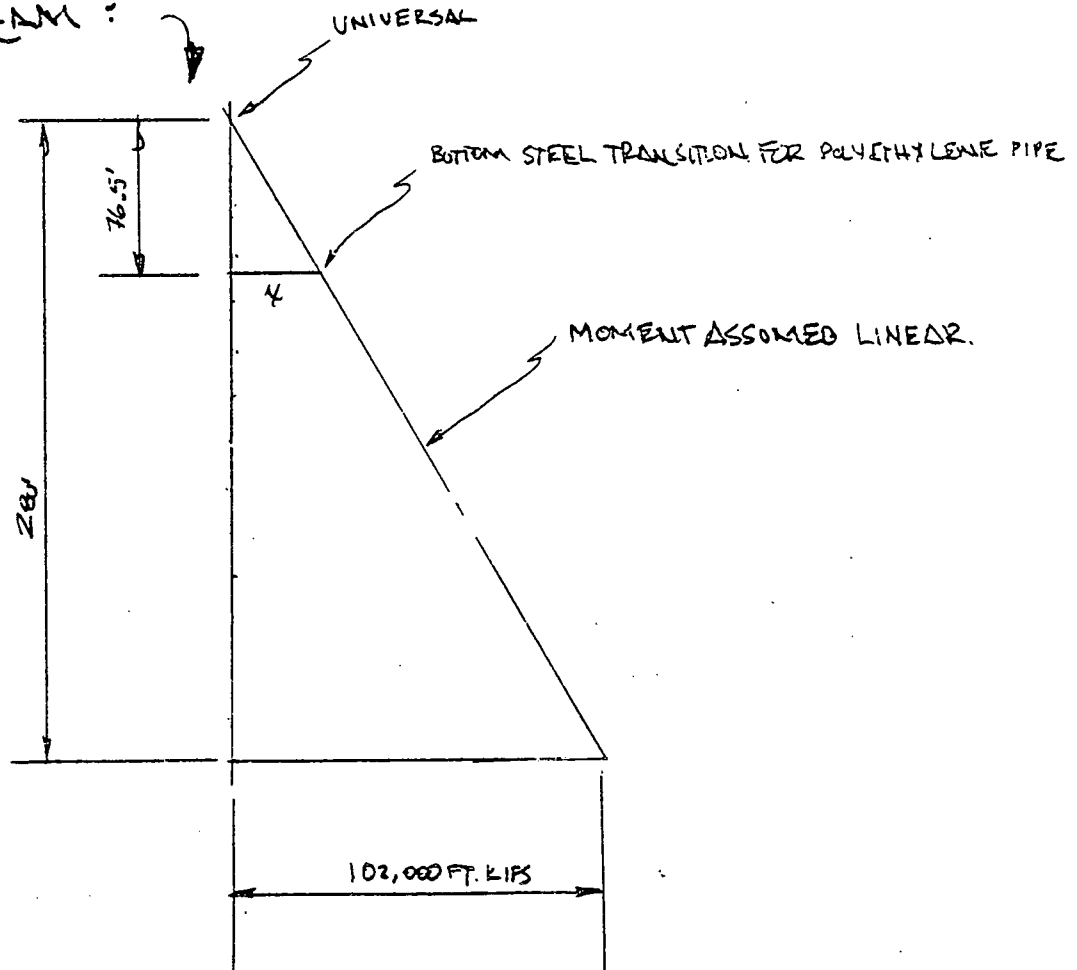 UNIVERSAL
BOTTOM STEEL TRANSITION FOR POLYETHYLENE PIPE
76.5'
MOMENT ASSUMED LINEAR.
102,000 FT. KIPS